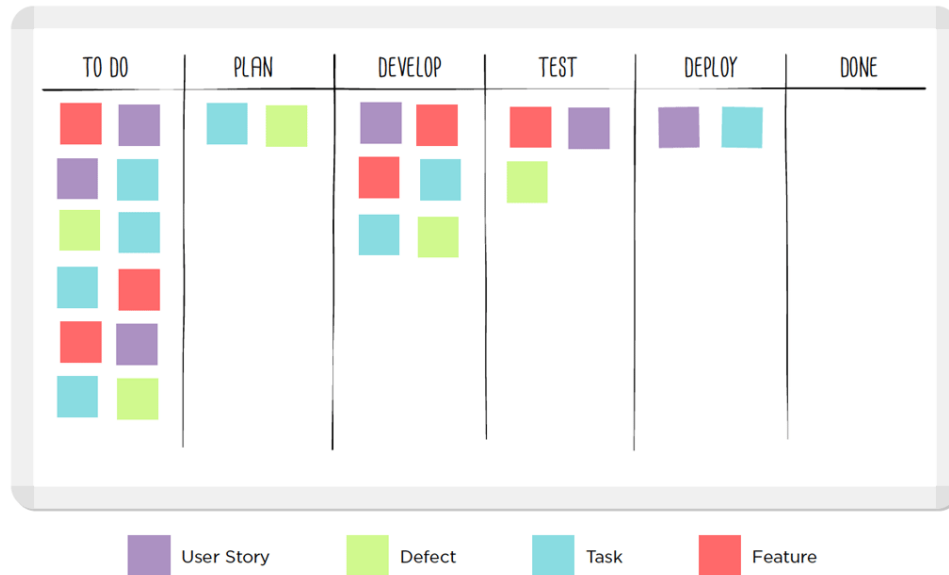 TO DO
PLAN
DEVELOP
TEST
DEPLOY
DONE
User Story
Defect
Task
Feature